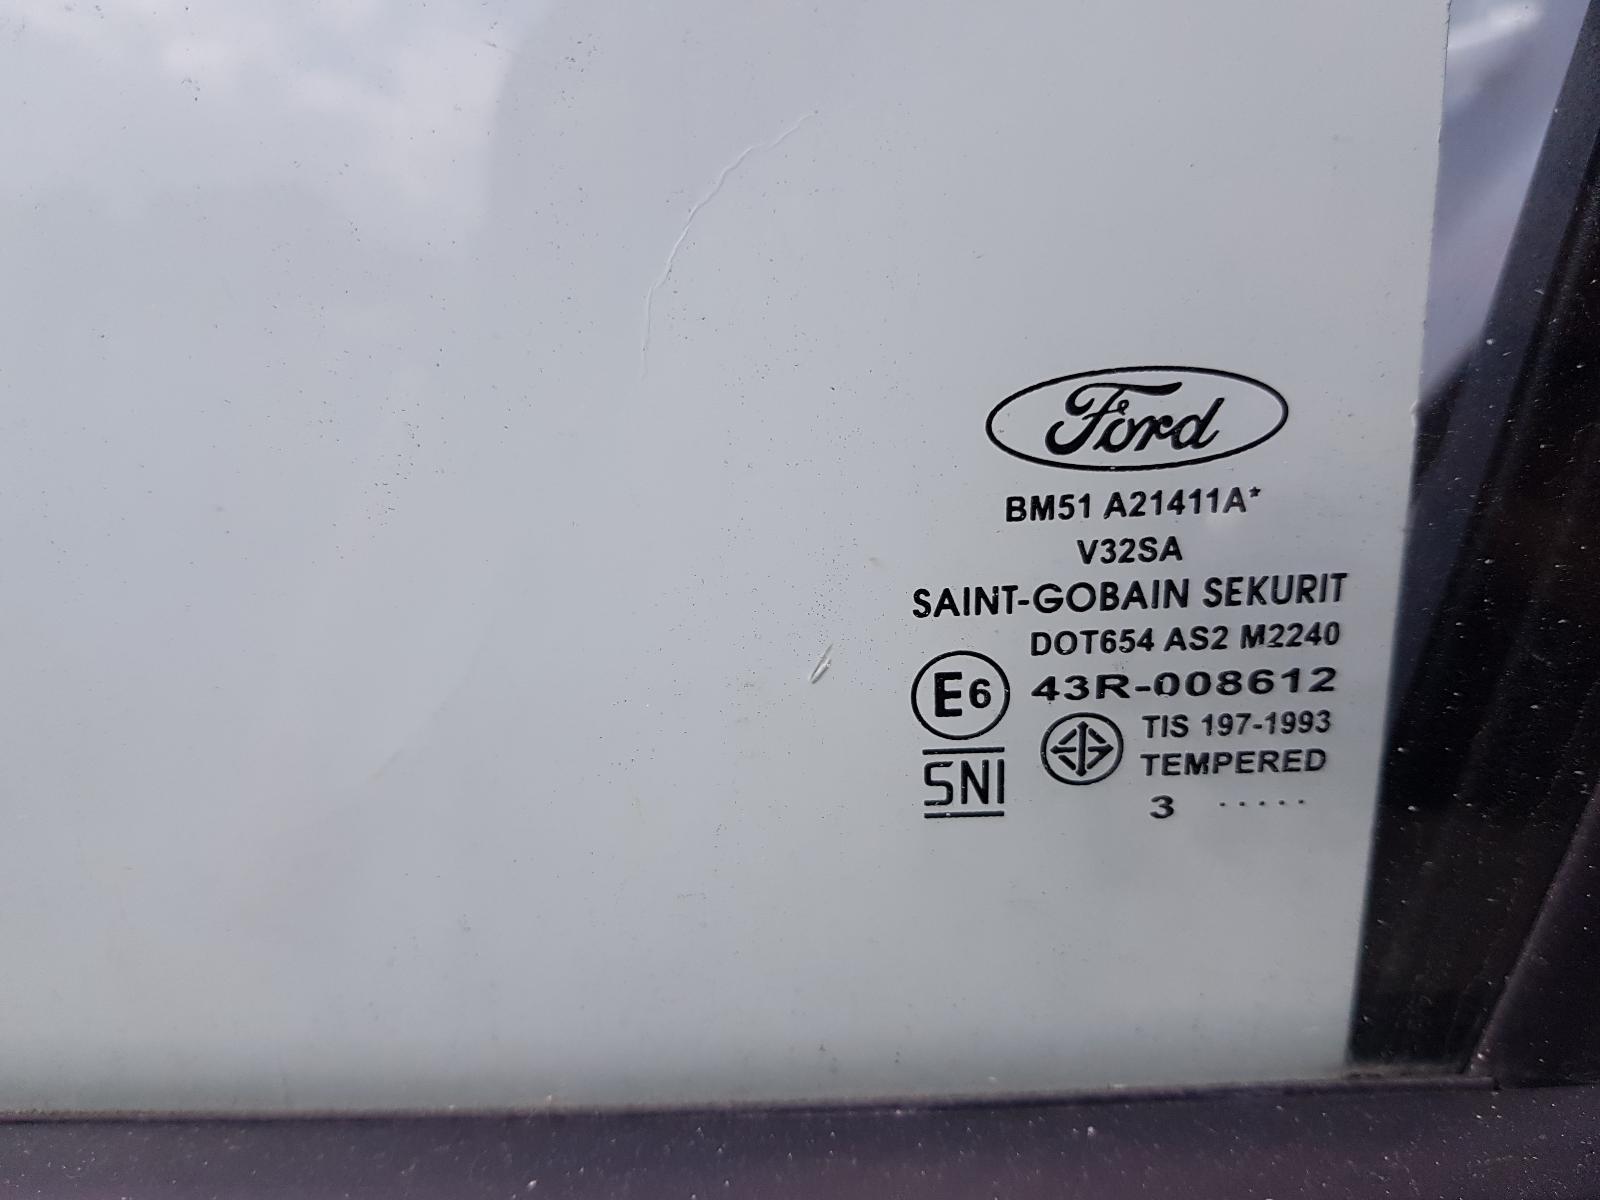 Ford
BM51 A21411A*
V32SA
SAINT-GOBAIN SEKURIT
DOT654 AS2 M2240
E6 43R-008612
TIS 197-1993
SNI TEMPERED
3 .....